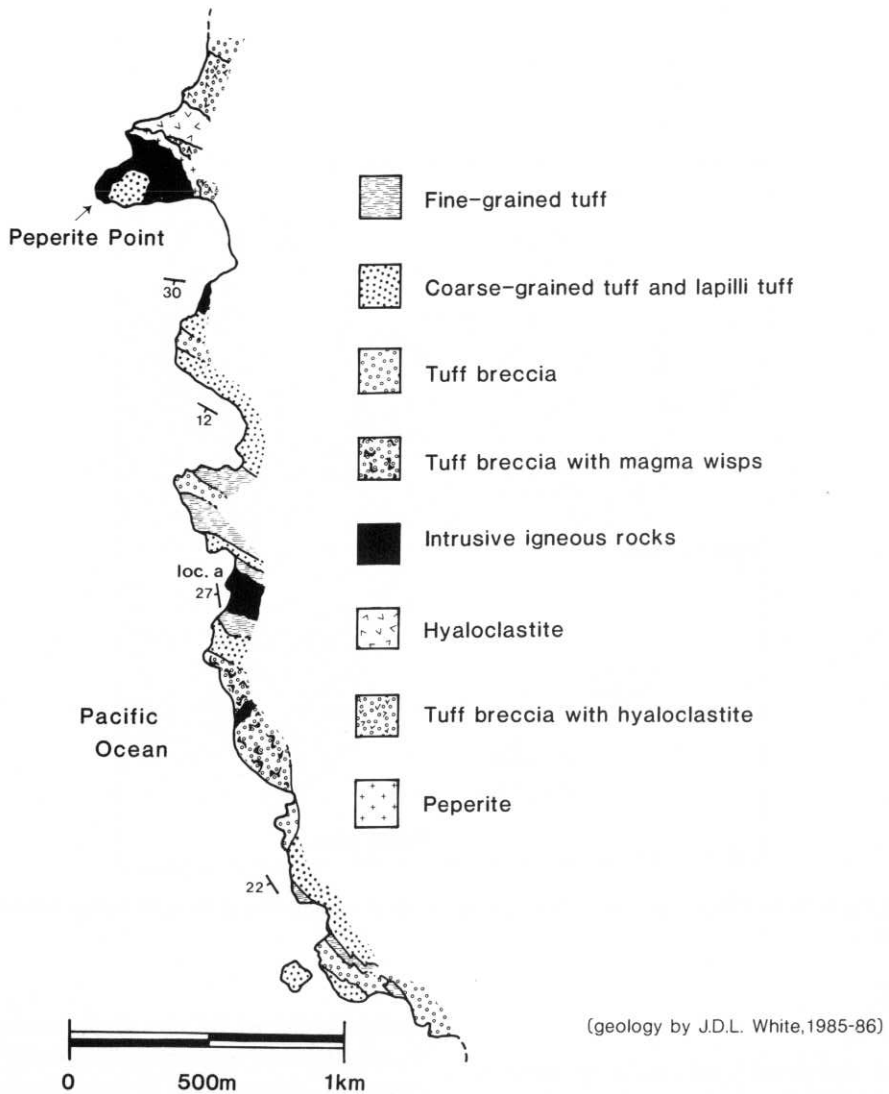 Peperite Point
30
12
loc. a
27
Pacific
Ocean
22
Fine-grained tuff
Coarse-grained tuff and lapilli tuff
Tuff breccia
Tuff breccia with magma wisps
Intrusive igneous rocks
Hyaloclastite
Tuff breccia with hyaloclastite
Peperite
(geology by J.D.L. White,1985-86)
0 500m 1km